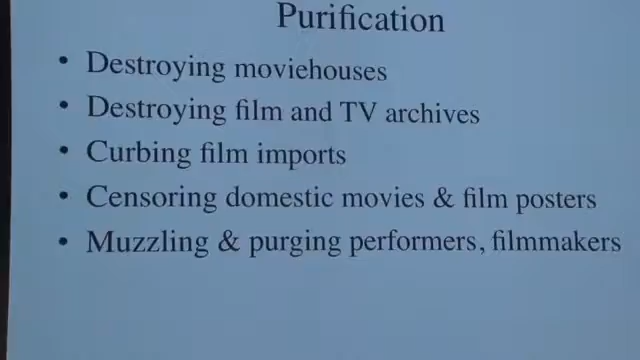 Purification
• Destroying moviehouses
• Destroying film and TV archives
• Curbing film imports
• Censoring domestic movies & film posters
• Muzzling & purging performers, filmmakers